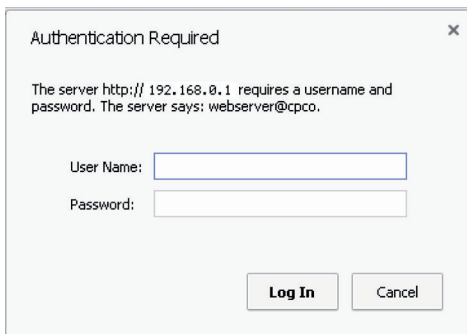 Authentication Required
The server http:// 192.168.0.1 requires a username and
password. The server says: webserver@cpco.
User Name:
Password:
Log In Cancel